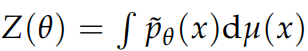 Z(θ) = ∫ p̃_θ(x)dμ(x)